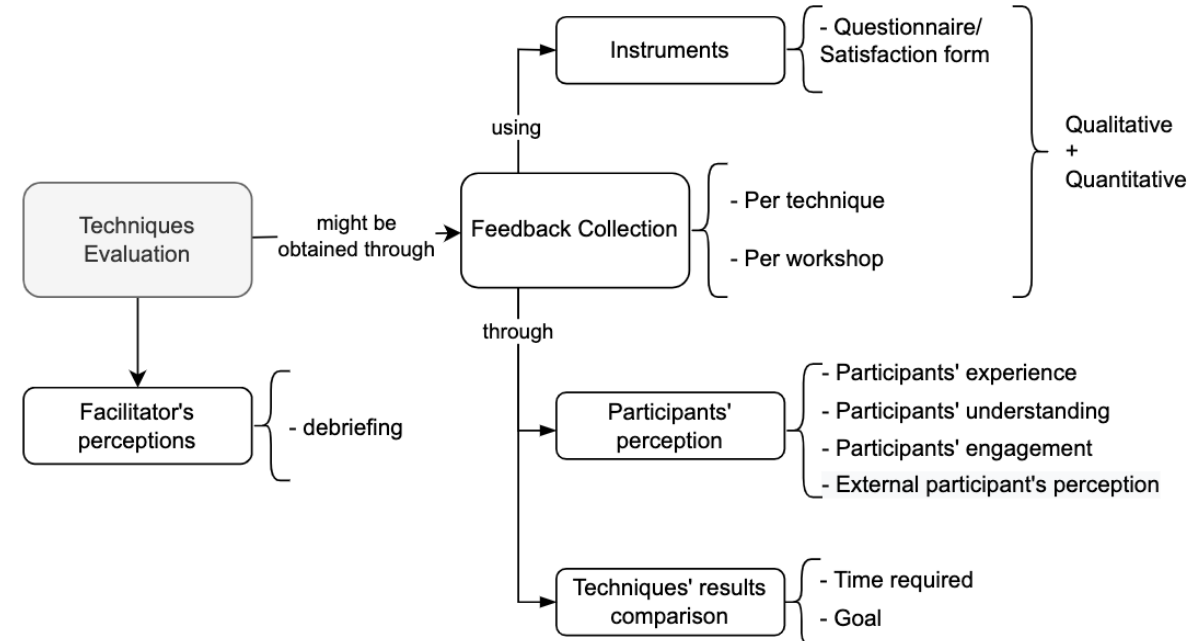 - Questionnaire/
Satisfaction form
Instruments
using
Qualitative
+
Quantitative
Techniques
Evaluation
might be
obtained through
Feedback Collection
- Per technique
- Per workshop
through
Facilitator's
perceptions
- debriefing
Participants'
perception
- Participants' experience
- Participants' understanding
- Participants' engagement
- External participant's perception
Techniques' results
comparison
- Time required
- Goal